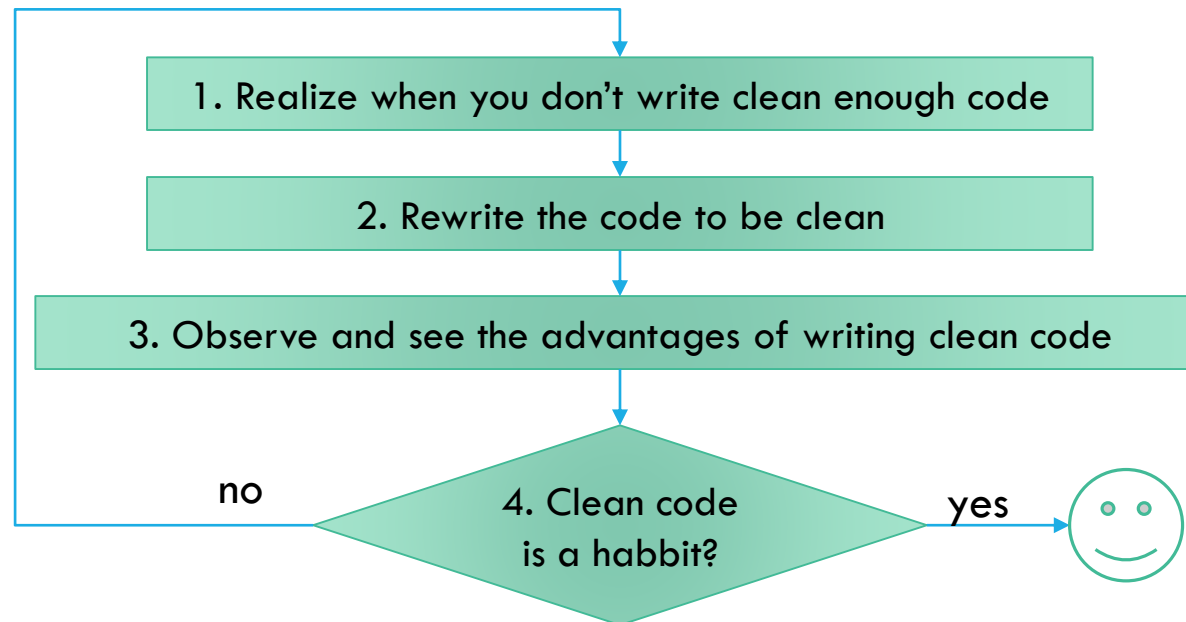 1. Realize when you don’t write clean enough code
2. Rewrite the code to be clean
3. Observe and see the advantages of writing clean code
no
4. Clean code
is a habbit?
yes